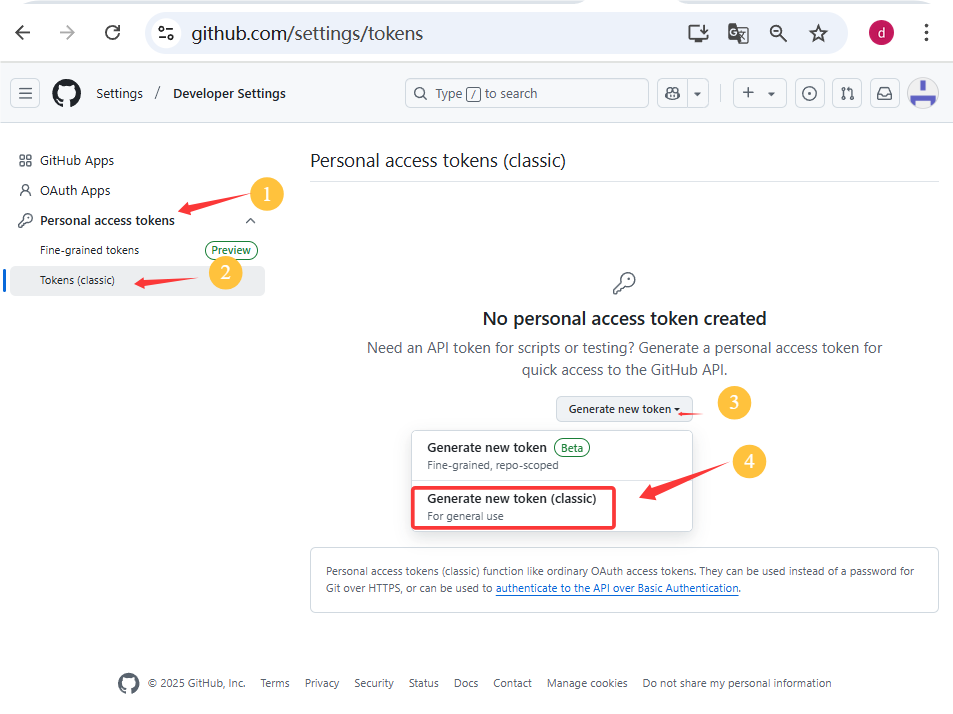 github.com/settings/tokens
d
Settings / Developer Settings
Type / to search
GitHub Apps
OAuth Apps
Personal access tokens
1
Fine-grained tokens
Preview
Tokens (classic)
2
Personal access tokens (classic)
No personal access token created
Need an API token for scripts or testing? Generate a personal access token for
quick access to the GitHub API.
Generate new token
3
Generate new token Beta
Fine-grained, repo-scoped
4
Generate new token (classic)
For general use
Personal access tokens (classic) function like ordinary OAuth access tokens. They can be used instead of a password for
Git over HTTPS, or can be used to authenticate to the API over Basic Authentication.
© 2025 GitHub, Inc. Terms Privacy Security Status Docs Contact Manage cookies Do not share my personal information